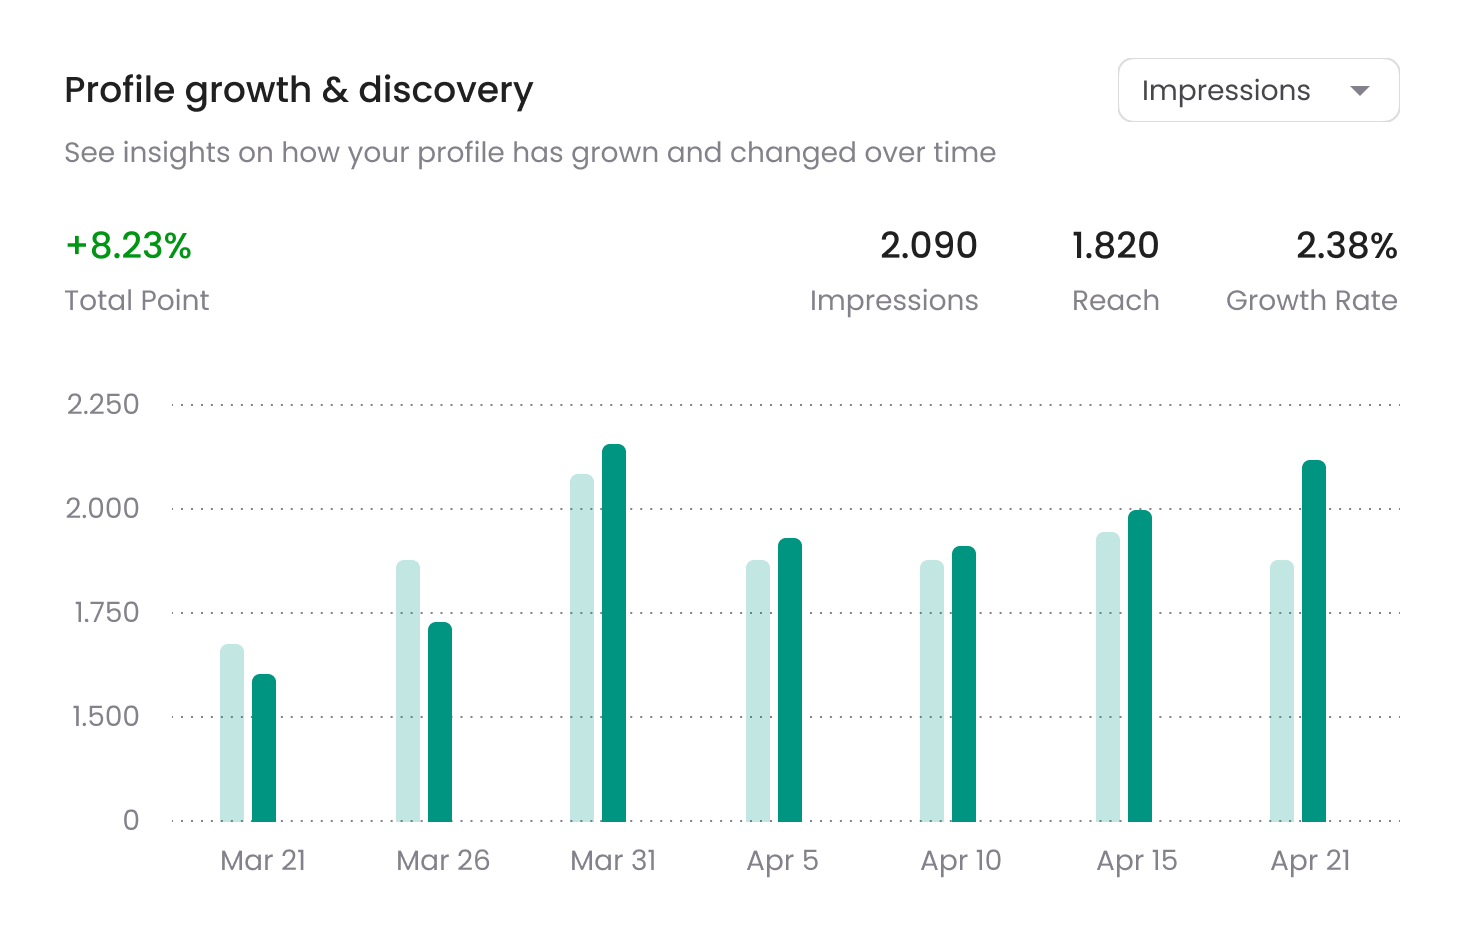 Profile growth & discovery
Impressions
See insights on how your profile has grown and changed over time
+8.23%
Total Point
2.090
Impressions
1.820
Reach
2.38%
Growth Rate
2.250
2.000
1.750
1.500
0
Mar 21
Mar 26
Mar 31
Apr 5
Apr 10
Apr 15
Apr 21